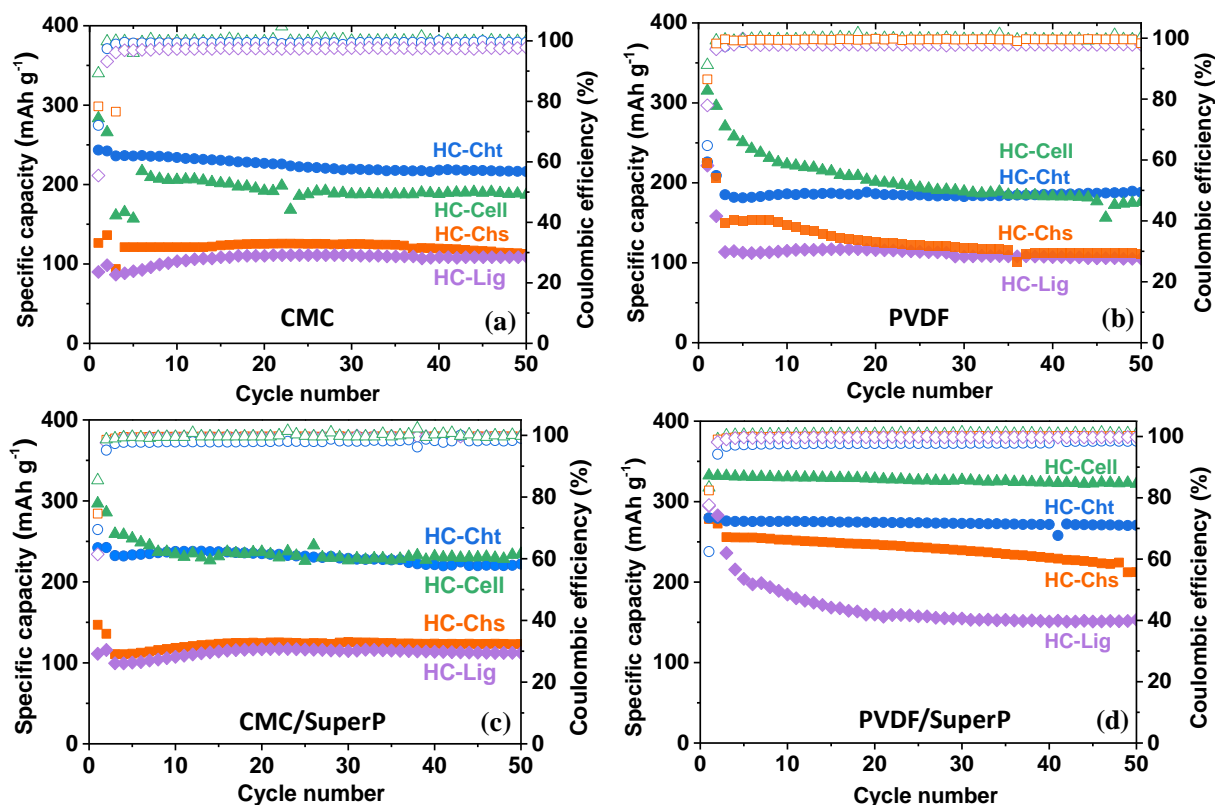 400
300
200
100
0
Specific capacity (mAh g⁻¹)
100
80
60
40
20
0
Coulombic efficiency (%)
HC-Cht
HC-Cell
HC-Chs
HC-Lig
CMC
(a)
0 10 20 30 40 50
Cycle number
400
300
200
100
0
Specific capacity (mAh g⁻¹)
100
80
60
40
20
0
Coulombic efficiency (%)
HC-Cell
HC-Cht
HC-Chs
HC-Lig
PVDF
(b)
0 10 20 30 40 50
Cycle number
400
300
200
100
0
Specific capacity (mAh g⁻¹)
100
80
60
40
20
0
Coulombic efficiency (%)
HC-Cht
HC-Cell
HC-Chs
HC-Lig
CMC/SuperP
(c)
0 10 20 30 40 50
Cycle number
400
300
200
100
0
Specific capacity (mAh g⁻¹)
100
80
60
40
20
0
Coulombic efficiency (%)
HC-Cell
HC-Cht
HC-Chs
HC-Lig
PVDF/SuperP
(d)
0 10 20 30 40 50
Cycle number